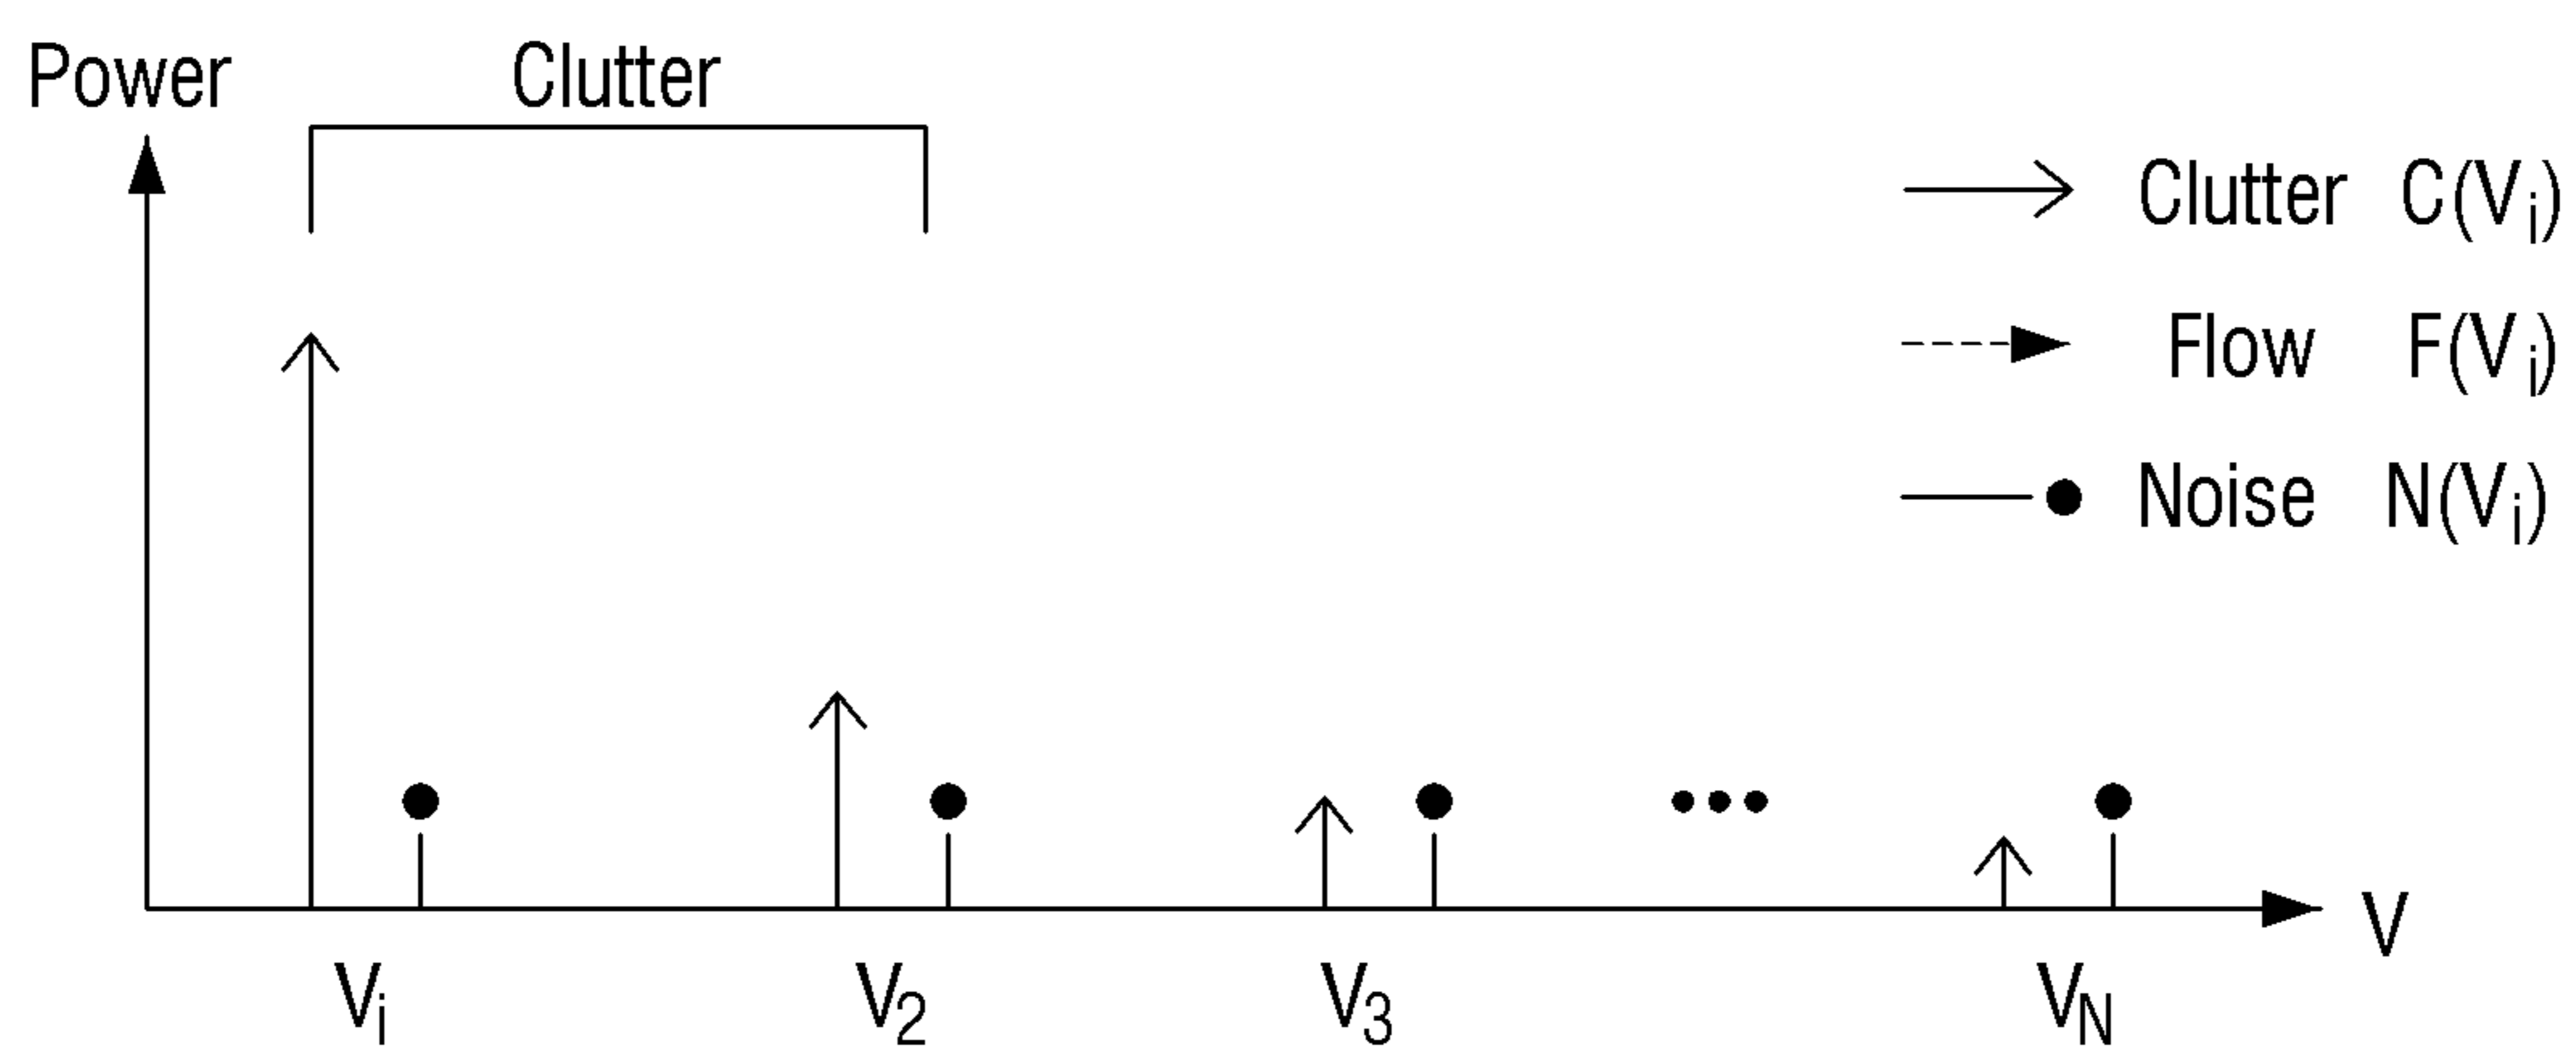 Power
Clutter
Clutter C(Vi)
Flow F(Vi)
Noise N(Vi)
V
Vi
V2
V3
VN